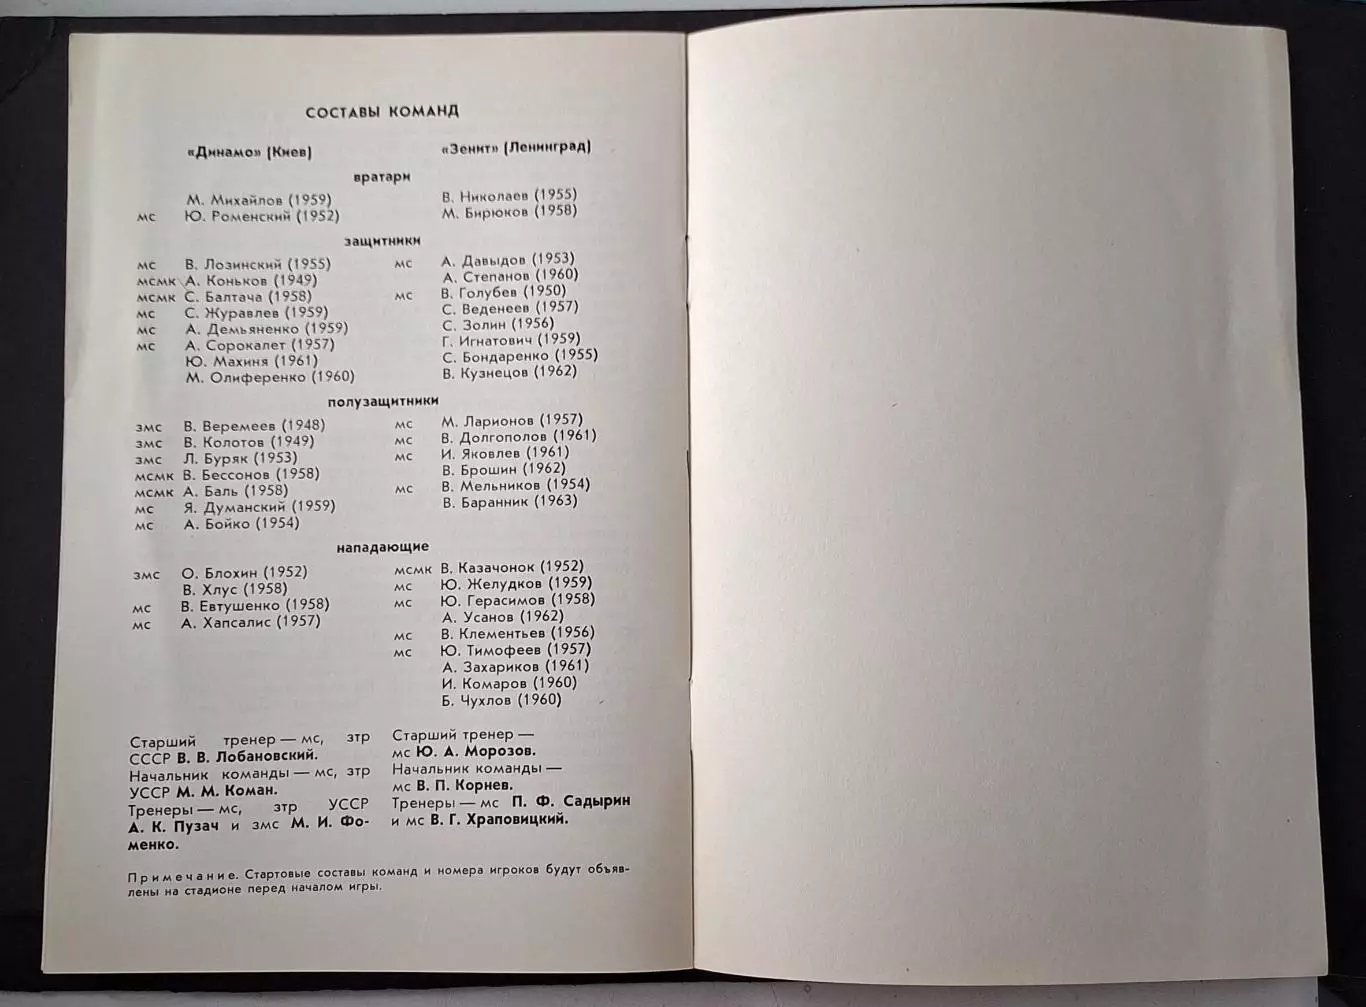 СОСТАВЫ КОМАНД
«Динамо» (Киев)
«Зенит» (Ленинград)
вратари
М. Михайлов (1959)
мс Ю. Роменский (1952)
В. Николаев (1955)
М. Бирюков (1958)
защитники
мс В. Лозинский (1955)
мсмк А. Коньков (1949)
мсмк С. Балтача (1958)
мс С. Журавлев (1959)
мс А. Демьяненко (1959)
мс А. Сорокалет (1957)
Ю. Махиня (1961)
М. Олиференко (1960)
мс А. Давыдов (1953)
А. Степанов (1960)
мс В. Голубев (1950)
С. Веденеев (1957)
С. Золин (1956)
Г. Игнатович (1959)
С. Бондаренко (1955)
В. Кузнецов (1962)
полузащитники
змс В. Веремеев (1948)
змс В. Колотов (1949)
змс Л. Буряк (1953)
мсмк В. Бессонов (1958)
мсмк А. Баль (1958)
мс Я. Думанский (1959)
мс А. Бойко (1954)
мс М. Ларионов (1957)
мс В. Долгополов (1961)
мс И. Яковлев (1961)
В. Брошин (1962)
мс В. Мельников (1954)
В. Баранник (1963)
нападающие
змс О. Блохин (1952)
В. Хлус (1958)
мс В. Евтушенко (1958)
мс А. Хапсалис (1957)
мсмк В. Казачонок (1952)
мс Ю. Желудков (1959)
мс Ю. Герасимов (1958)
А. Усанов (1962)
мс В. Клементьев (1956)
мс Ю. Тимофеев (1957)
А. Захариков (1961)
И. Комаров (1960)
Б. Чухлов (1960)
Старший тренер — мс, зтр
СССР В. В. Лобановский.
Начальник команды — мс, зтр
УССР М. М. Коман.
Тренеры — мс, зтр УССР
А. К. Пузач и змс М. И. Фо-
менко.
Старший тренер —
мс Ю. А. Морозов.
Начальник команды —
мс В. П. Корнев.
Тренеры — мс П. Ф. Садырин
и мс В. Г. Храповицкий.
Примечание. Стартовые составы команд и номера игроков будут объяв-
лены на стадионе перед началом игры.